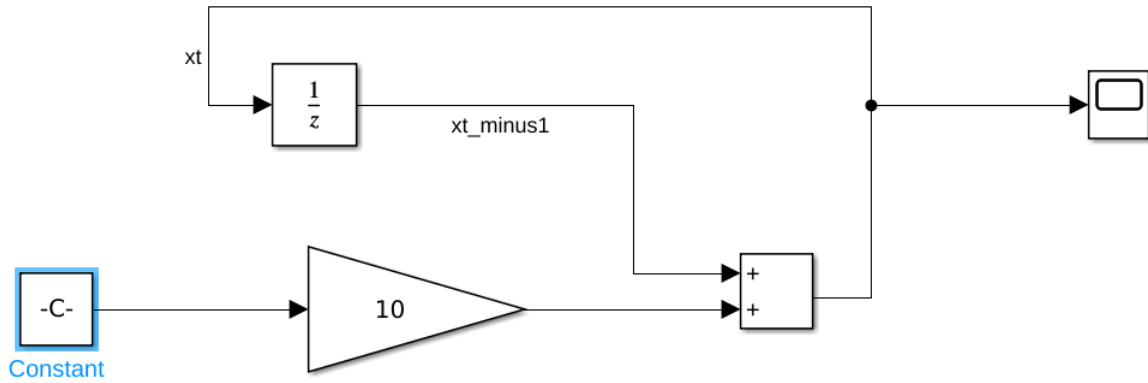 xt
1
z
xt_minus1
+
-C-
10
+
Constant